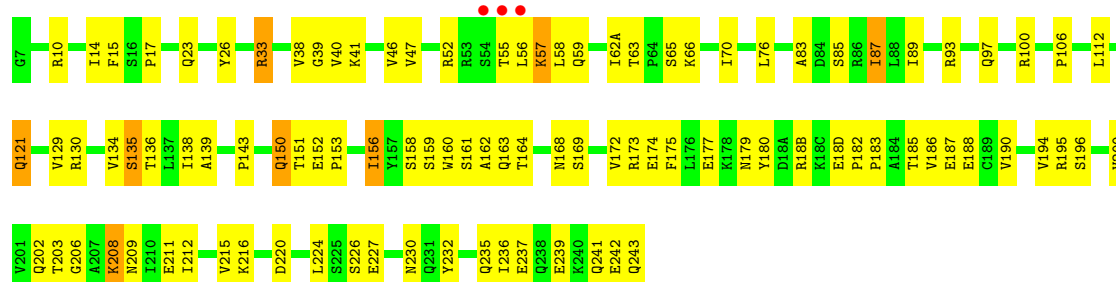 G7 R10 I14 F15 S16 P17 Q23 Y26 R33 V38 G39 V40 K41 V46 V47 R52 R53 S54 T55 L56 K57 L58 Q59 I62A T63 P64 S65 K66 I70 L76 A83 D84 S85 R86 I87 L88 I89 R93 Q97 R100 P106 L112
Q121 V129 R130 V134 S135 T136 L137 I138 A139 P143 Q150 T151 E152 P153 I156 Y157 S158 S159 W160 S161 A162 Q163 T164 N168 S169 V172 R173 E174 F175 L176 E177 K178 N179 Y180 D18A R18B K18C E18D P182 P183 A184 T185 V186 E187 E188 C189 V190 V194 R195 S196
V201 Q202 T203 G206 A207 K208 N209 I210 E211 I212 V215 K216 D220 L224 S225 S226 E227 N230 Q231 Y232 Q235 I236 E237 Q238 E239 K240 Q241 E242 Q243